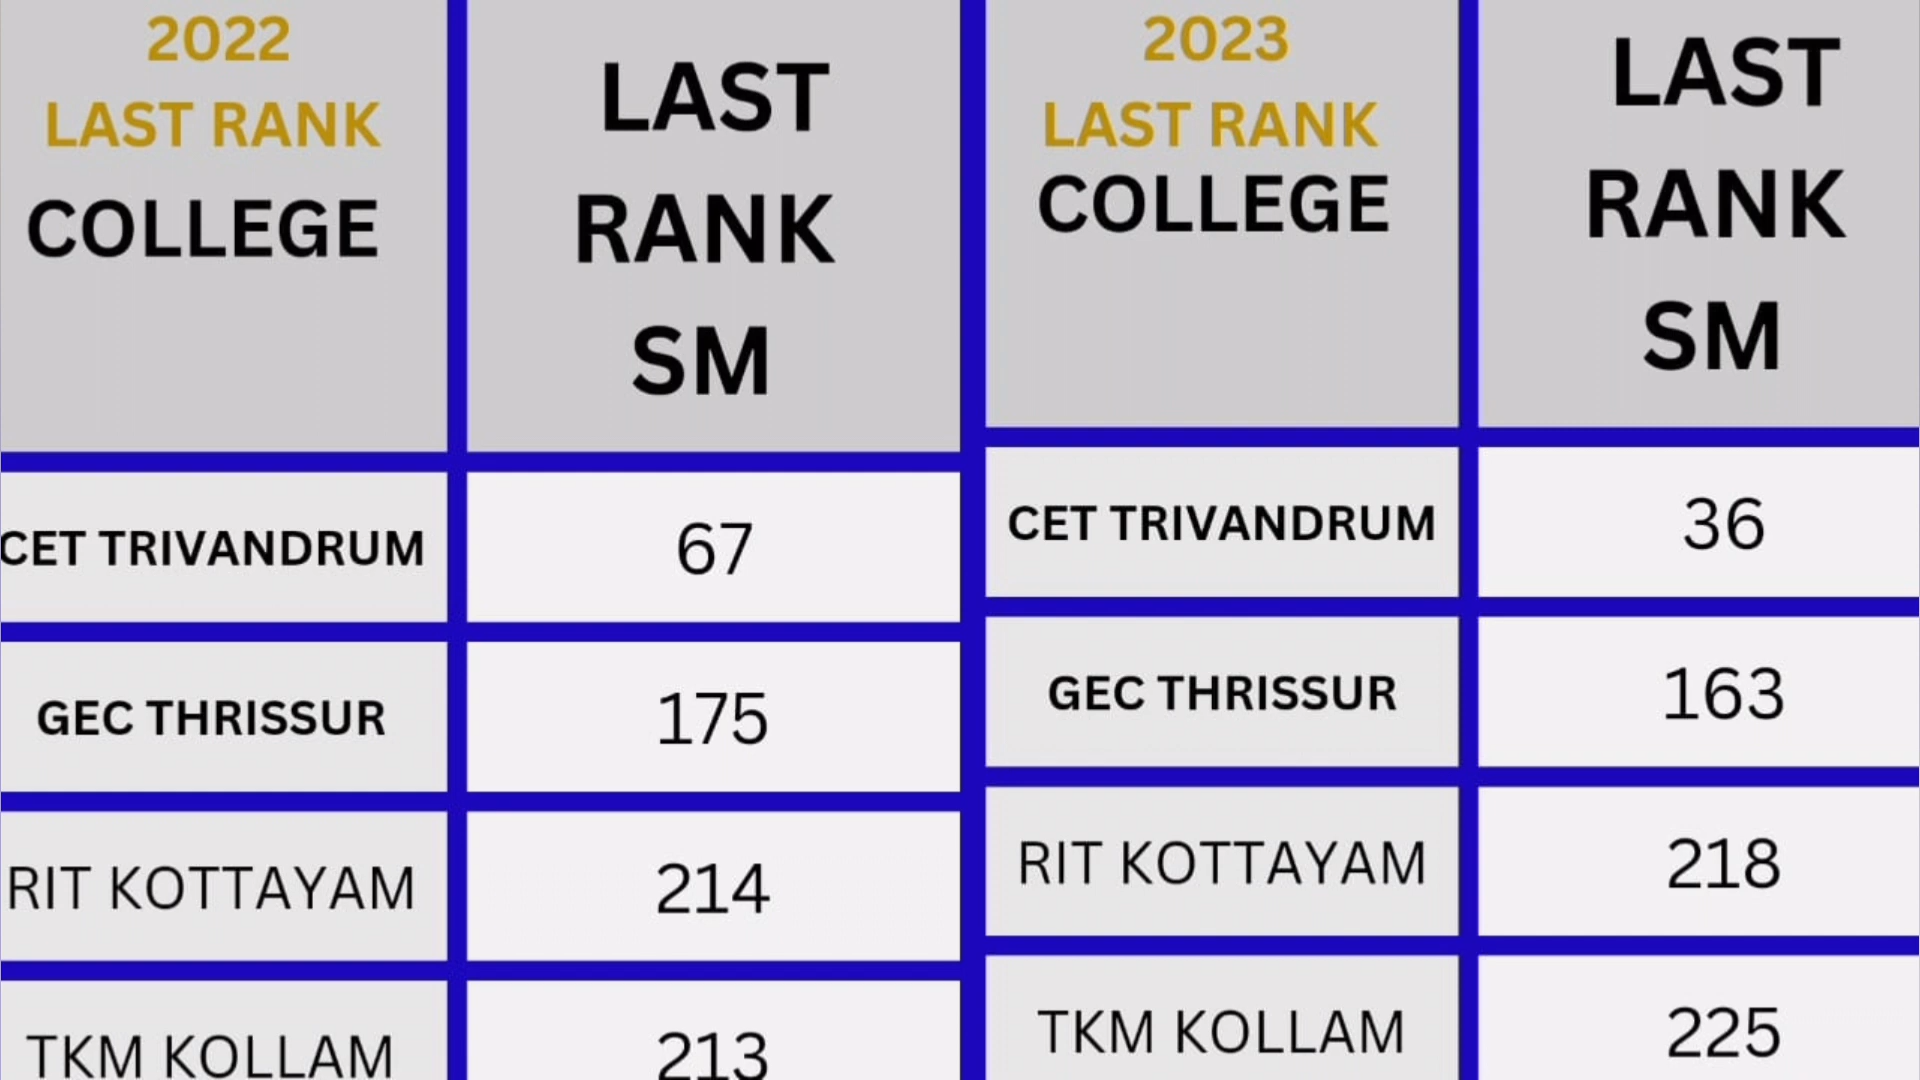 2022
LAST RANK
COLLEGE
LAST
RANK
SM
CET TRIVANDRUM
67
GEC THRISSUR
175
RIT KOTTAYAM
214
TKM KOLLAM
213
2023
LAST RANK
COLLEGE
LAST
RANK
SM
CET TRIVANDRUM
36
GEC THRISSUR
163
RIT KOTTAYAM
218
TKM KOLLAM
225